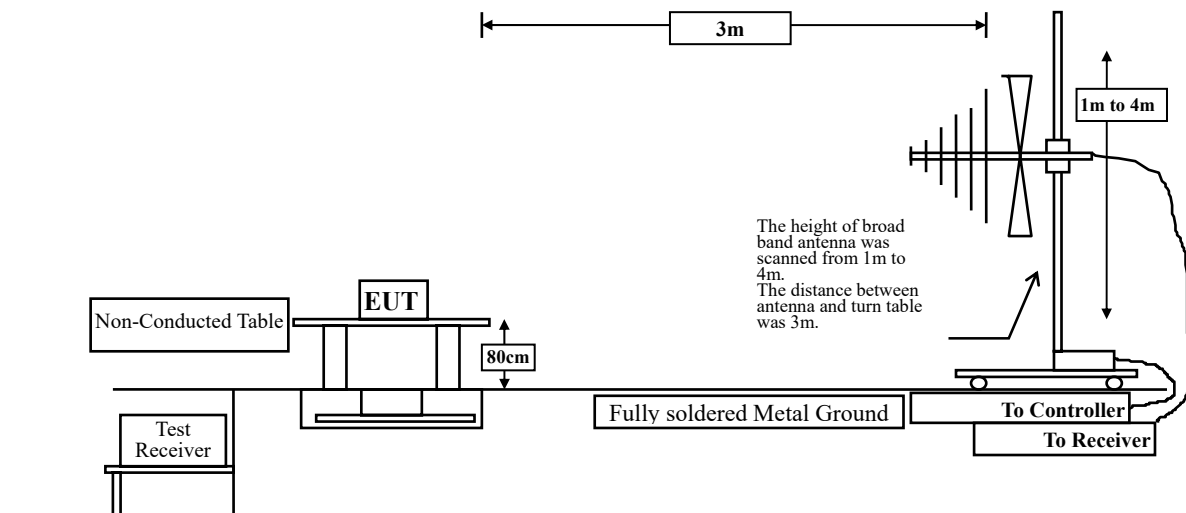 3m
1m to 4m
The height of broad
band antenna was
scanned from 1m to
4m.
The distance between
antenna and turn table
was 3m.
EUT
Non-Conducted Table
80cm
Fully soldered Metal Ground
To Controller
Test
Receiver
To Receiver